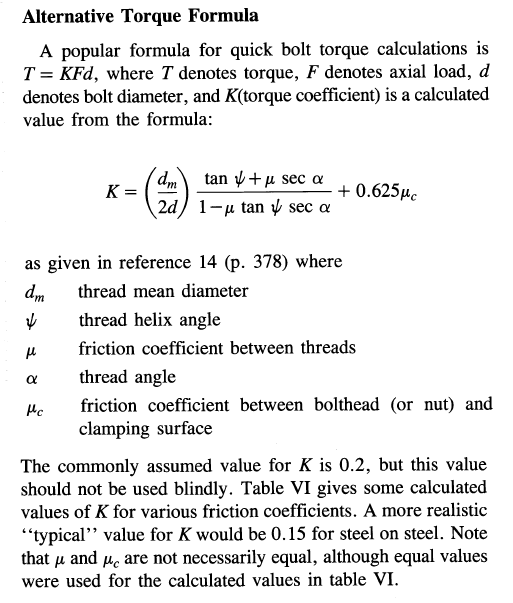 Alternative Torque Formula
A popular formula for quick bolt torque calculations is
T = KFd, where T denotes torque, F denotes axial load, d
denotes bolt diameter, and K(torque coefficient) is a calculated
value from the formula:
K = (d_m/2d) (tan ψ + μ sec α)/(1 − μ tan ψ sec α) + 0.625μ_c
as given in reference 14 (p. 378) where
d_m thread mean diameter
ψ thread helix angle
μ friction coefficient between threads
α thread angle
μ_c friction coefficient between bolthead (or nut) and
clamping surface
The commonly assumed value for K is 0.2, but this value
should not be used blindly. Table VI gives some calculated
values of K for various friction coefficients. A more realistic
‘‘typical’’ value for K would be 0.15 for steel on steel. Note
that μ and μ_c are not necessarily equal, although equal values
were used for the calculated values in table VI.